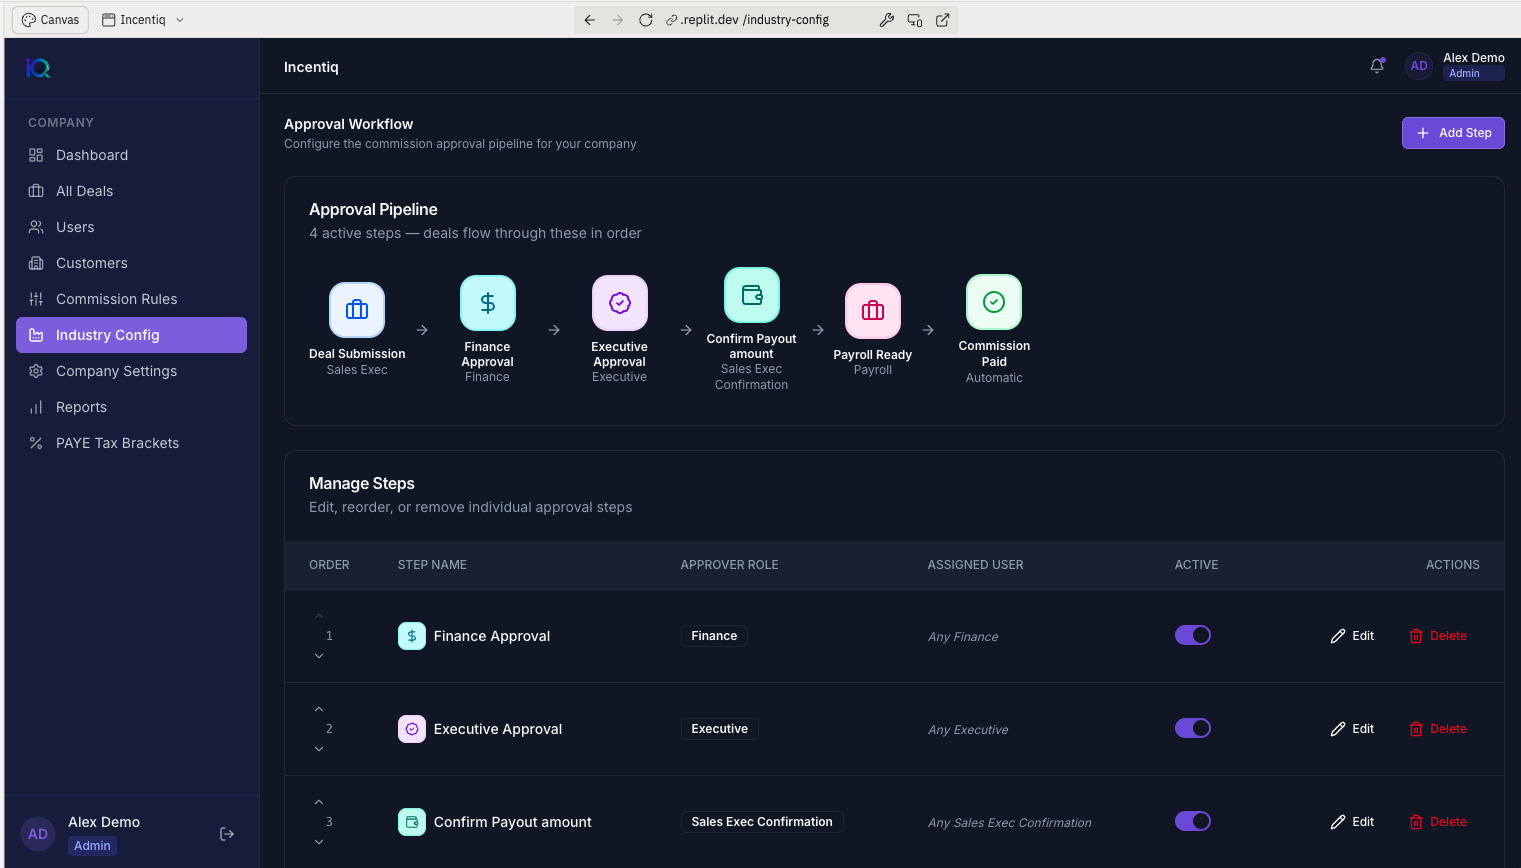 Canvas
Incentiq
.replit.dev /industry-config
iQ
Incentiq
AD
Alex Demo
Admin
COMPANY
Dashboard
All Deals
Users
Customers
Commission Rules
Industry Config
Company Settings
Reports
PAYE Tax Brackets
AD
Alex Demo
Admin
Approval Workflow
Configure the commission approval pipeline for your company
Add Step
Approval Pipeline
4 active steps — deals flow through these in order
Deal Submission
Sales Exec
Finance
Approval
Finance
Executive
Approval
Executive
Confirm Payout
amount
Sales Exec
Confirmation
Payroll Ready
Payroll
Commission
Paid
Automatic
Manage Steps
Edit, reorder, or remove individual approval steps
ORDER STEP NAME APPROVER ROLE ASSIGNED USER ACTIVE ACTIONS
1 $ Finance Approval Finance Any Finance Edit Delete
2 Executive Approval Executive Any Executive Edit Delete
3 Confirm Payout amount Sales Exec Confirmation Any Sales Exec Confirmation Edit Delete